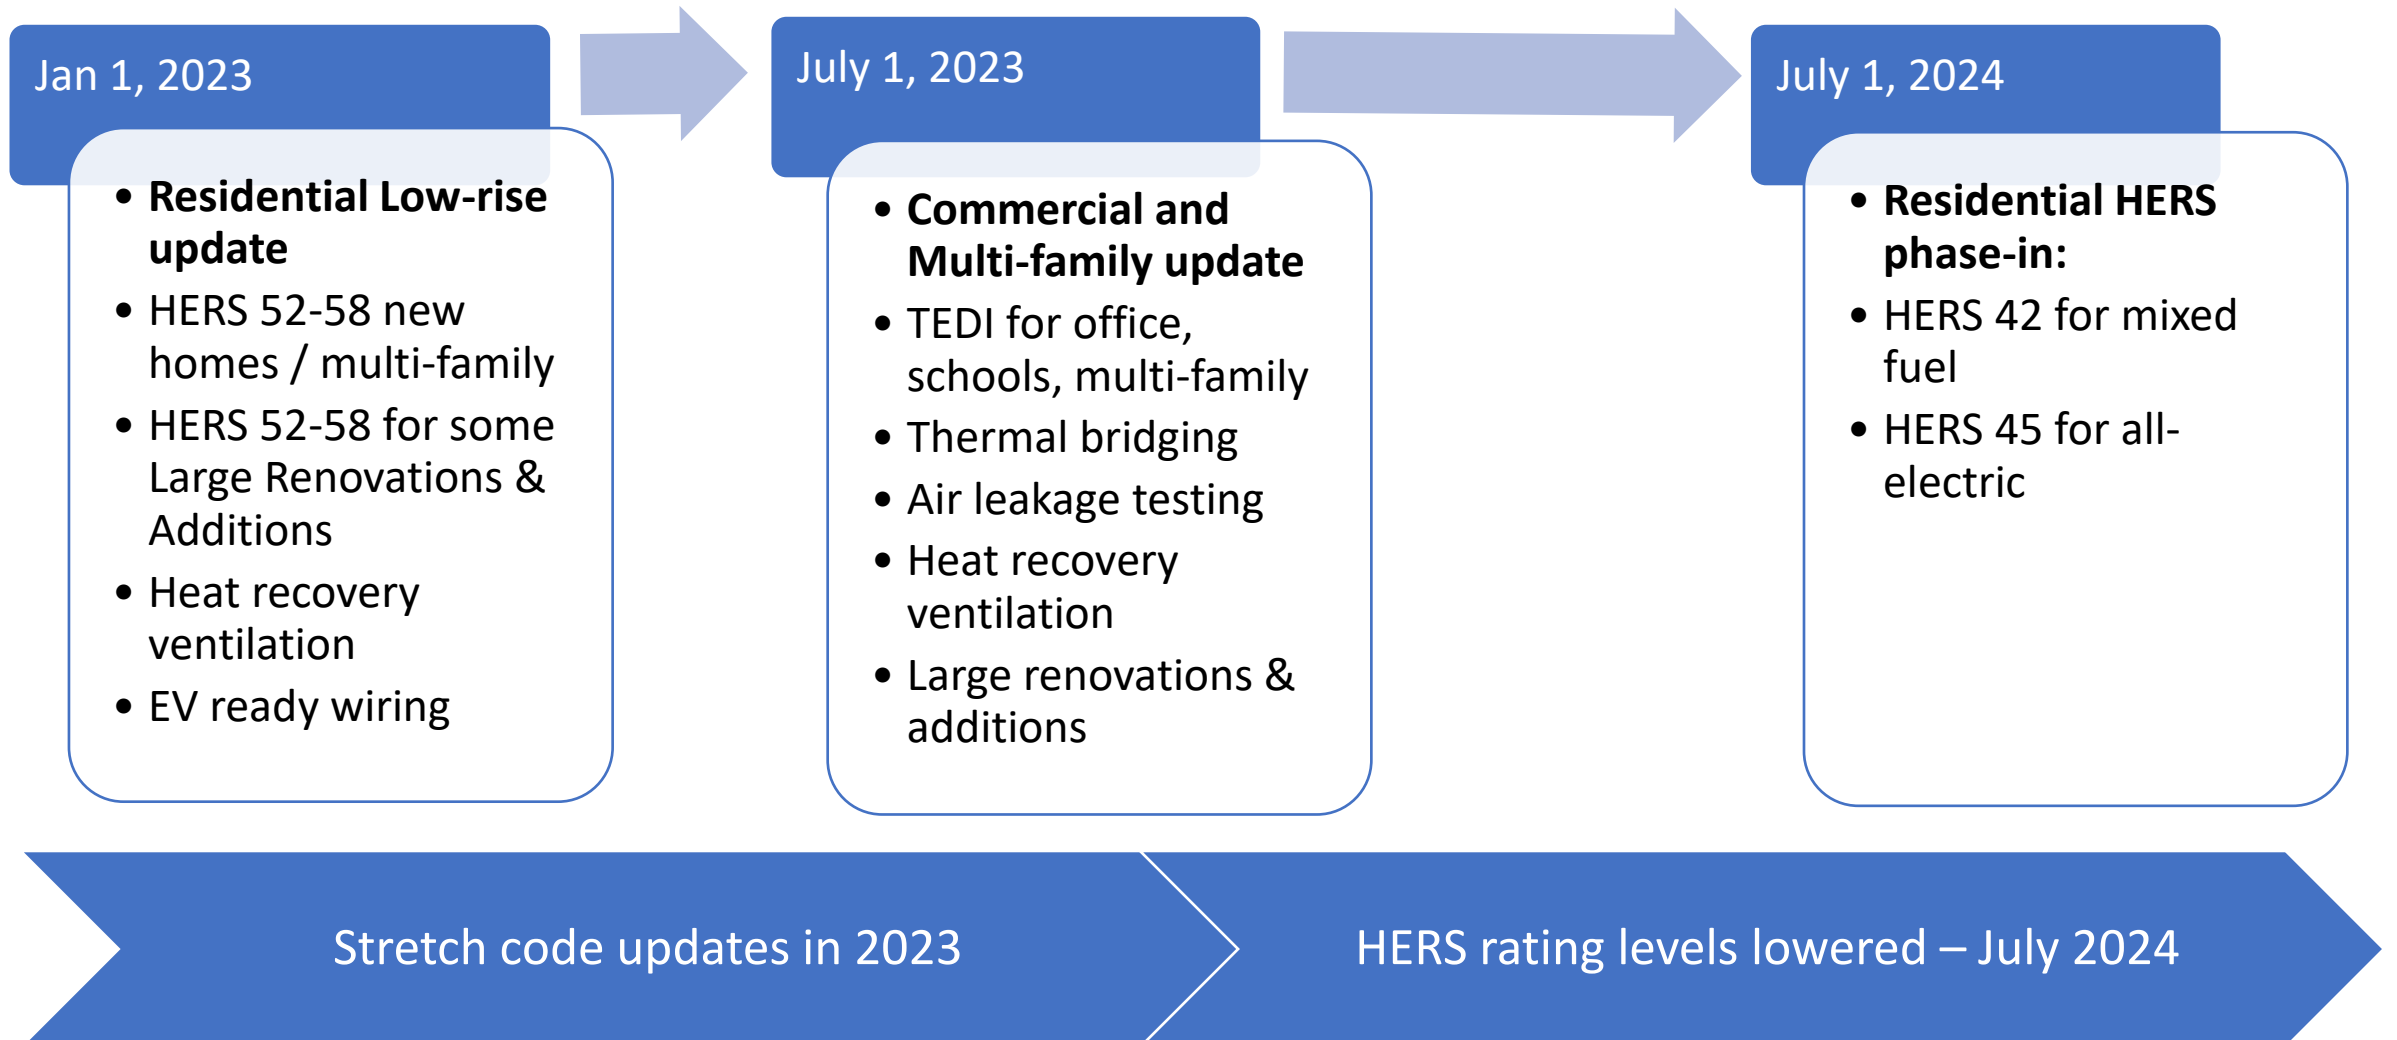 Jan 1, 2023
• Residential Low-rise
update
• HERS 52-58 new
homes / multi-family
• HERS 52-58 for some
Large Renovations &
Additions
• Heat recovery
ventilation
• EV ready wiring
July 1, 2023
• Commercial and
Multi-family update
• TEDI for office,
schools, multi-family
• Thermal bridging
• Air leakage testing
• Heat recovery
ventilation
• Large renovations &
additions
July 1, 2024
• Residential HERS
phase-in:
• HERS 42 for mixed
fuel
• HERS 45 for all-
electric
Stretch code updates in 2023
HERS rating levels lowered – July 2024